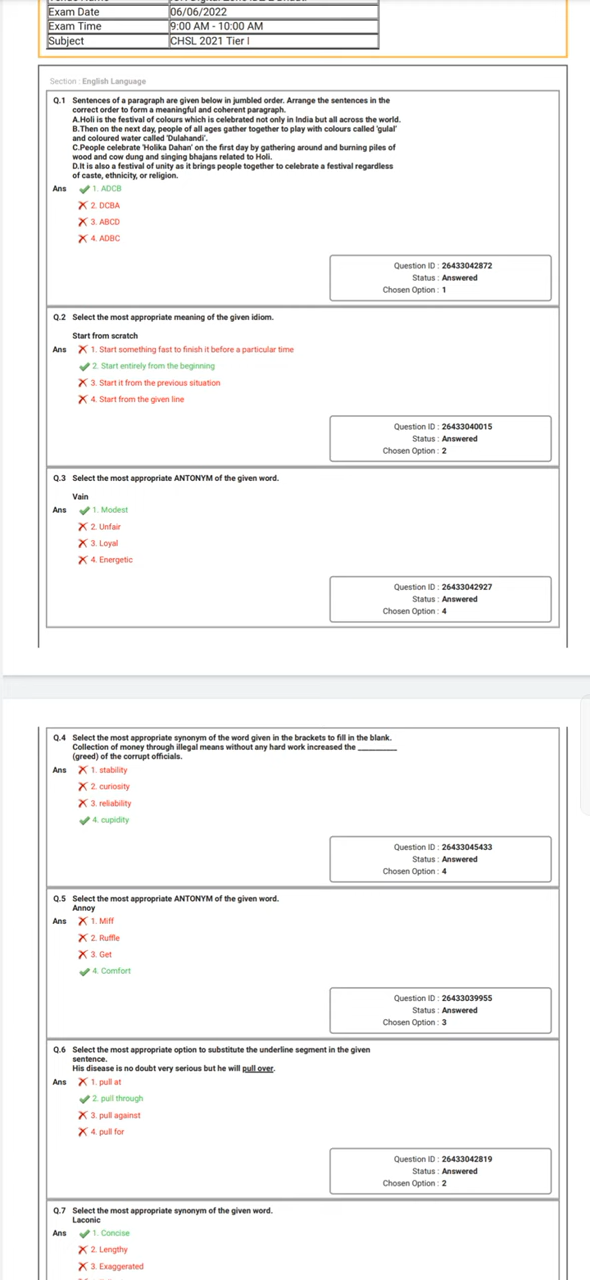 Exam Date 06/06/2022
Exam Time 9:00 AM - 10:00 AM
Subject CHSL 2021 Tier I
Section : English Language
Q.1 Sentences of a paragraph are given below in jumbled order. Arrange the sentences in the
correct order to form a meaningful and coherent paragraph.
A.Holi is the festival of colours which is celebrated not only in India but all across the world.
B.Then on the next day, people of all ages gather together to play with colours called 'gulal'
and coloured water called 'Dulahandi'.
C.People celebrate 'Holika Dahan' on the first day by gathering around and burning piles of
wood and cow dung and singing bhajans related to Holi.
D.It is also a festival of unity as it brings people together to celebrate a festival regardless
of caste, ethnicity, or religion.
Ans 1. ADCB
2. DCBA
3. ABCD
4. ADBC
Question ID : 26433042872
Status : Answered
Chosen Option : 1
Q.2 Select the most appropriate meaning of the given idiom.
Start from scratch
Ans 1. Start something fast to finish it before a particular time
2. Start entirely from the beginning
3. Start it from the previous situation
4. Start from the given line
Question ID : 26433040015
Status : Answered
Chosen Option : 2
Q.3 Select the most appropriate ANTONYM of the given word.
Vain
Ans 1. Modest
2. Unfair
3. Loyal
4. Energetic
Question ID : 26433042927
Status : Answered
Chosen Option : 4
Q.4 Select the most appropriate synonym of the word given in the brackets to fill in the blank.
Collection of money through illegal means without any hard work increased the ________
(greed) of the corrupt officials.
Ans 1. stability
2. curiosity
3. reliability
4. cupidity
Question ID : 26433045433
Status : Answered
Chosen Option : 4
Q.5 Select the most appropriate ANTONYM of the given word.
Annoy
Ans 1. Miff
2. Ruffle
3. Get
4. Comfort
Question ID : 26433039955
Status : Answered
Chosen Option : 3
Q.6 Select the most appropriate option to substitute the underline segment in the given
sentence.
His disease is no doubt very serious but he will pull over.
Ans 1. pull at
2. pull through
3. pull against
4. pull for
Question ID : 26433042819
Status : Answered
Chosen Option : 2
Q.7 Select the most appropriate synonym of the given word.
Laconic
Ans 1. Concise
2. Lengthy
3. Exaggerated